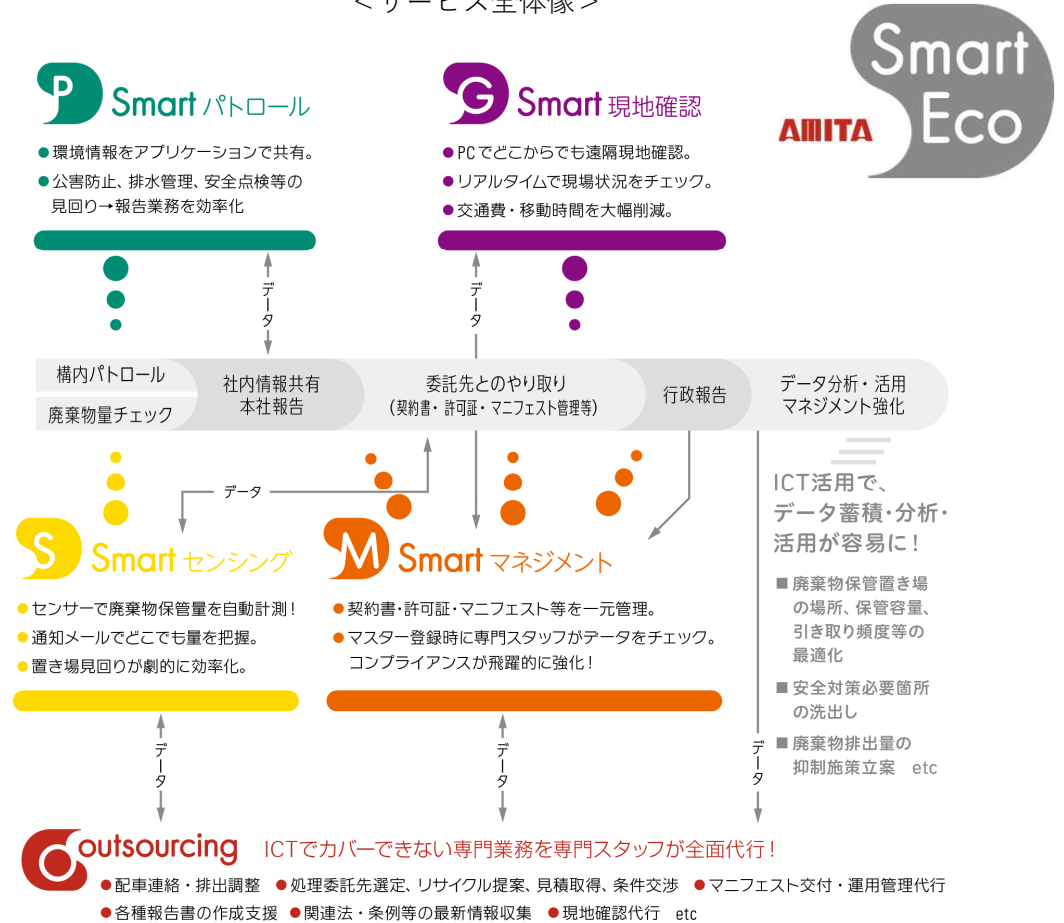 ＜サービス全体像＞
Smart
Eco
AMITA
P Smart パトロール
●環境情報をアプリケーションで共有。
●公害防止、排水管理、安全点検等の
見回り→報告業務を効率化
G Smart 現地確認
●PCでどこからでも遠隔現地確認。
●リアルタイムで現場状況をチェック。
●交通費・移動時間を大幅削減。
データ
データ
構内パトロール
廃棄物量チェック
社内情報共有
本社報告
委託先とのやり取り
(契約書・許可証・マニフェスト管理等)
行政報告
データ分析・活用
マネジメント強化
データ
S Smart センシング
●センサーで廃棄物保管量を自動計測！
●通知メールでどこでも量を把握。
●置き場見回りが劇的に効率化。
M Smart マネジメント
●契約書・許可証・マニフェスト等を一元管理。
●マスター登録時に専門スタッフがデータをチェック。
コンプライアンスが飛躍的に強化！
ICT活用で、
データ蓄積・分析・
活用が容易に！
■廃棄物保管置き場
の場所、保管容量、
引き取り頻度等の
最適化
■安全対策必要箇所
の洗出し
■廃棄物排出量の
抑制施策立案　etc
データ
データ
データ
outsourcing ICTでカバーできない専門業務を専門スタッフが全面代行！
●配車連絡・排出調整 ●処理委託先選定、リサイクル提案、見積取得、条件交渉 ●マニフェスト交付・運用管理代行
●各種報告書の作成支援 ●関連法・条例等の最新情報収集 ●現地確認代行 etc